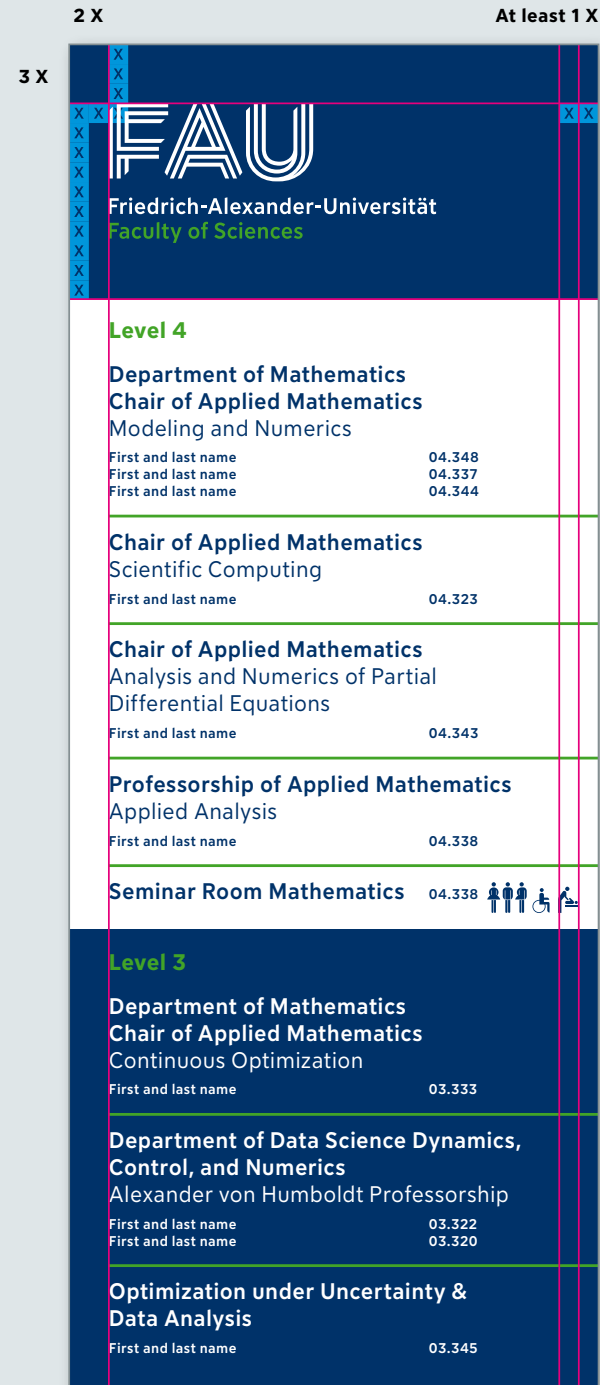 2 X
At least 1 X
3 X
X
X
X
X X X X
X
X
X
X
X
X
X
X
X
FAU
Friedrich-Alexander-Universität
Faculty of Sciences
Level 4
Department of Mathematics
Chair of Applied Mathematics
Modeling and Numerics
First and last name 04.348
First and last name 04.337
First and last name 04.344
Chair of Applied Mathematics
Scientific Computing
First and last name 04.323
Chair of Applied Mathematics
Analysis and Numerics of Partial
Differential Equations
First and last name 04.343
Professorship of Applied Mathematics
Applied Analysis
First and last name 04.338
Seminar Room Mathematics 04.338
Level 3
Department of Mathematics
Chair of Applied Mathematics
Continuous Optimization
First and last name 03.333
Department of Data Science Dynamics,
Control, and Numerics
Alexander von Humboldt Professorship
First and last name 03.322
First and last name 03.320
Optimization under Uncertainty &
Data Analysis
First and last name 03.345